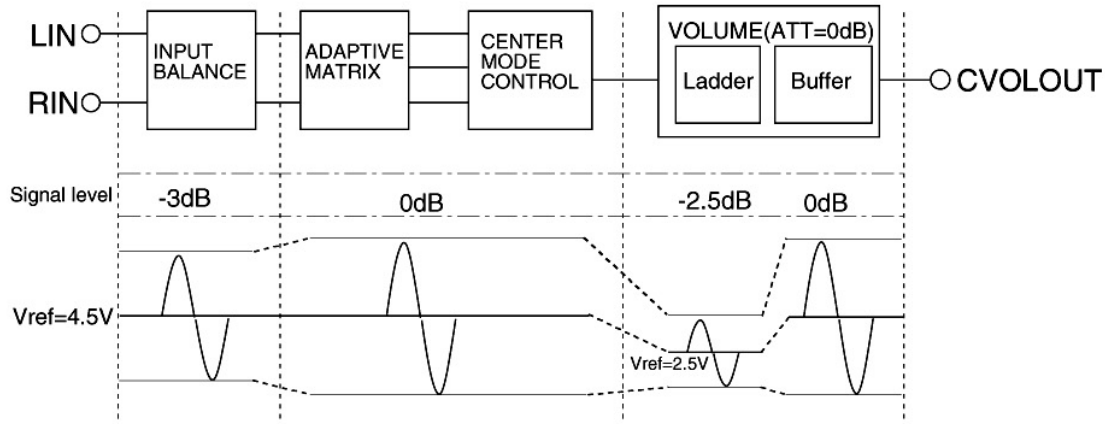 LIN
RIN
INPUT
BALANCE
ADAPTIVE
MATRIX
CENTER
MODE
CONTROL
VOLUME(ATT=0dB)
Ladder
Buffer
CVOLOUT
Signal level
-3dB
0dB
-2.5dB
0dB
Vref=4.5V
Vref=2.5V